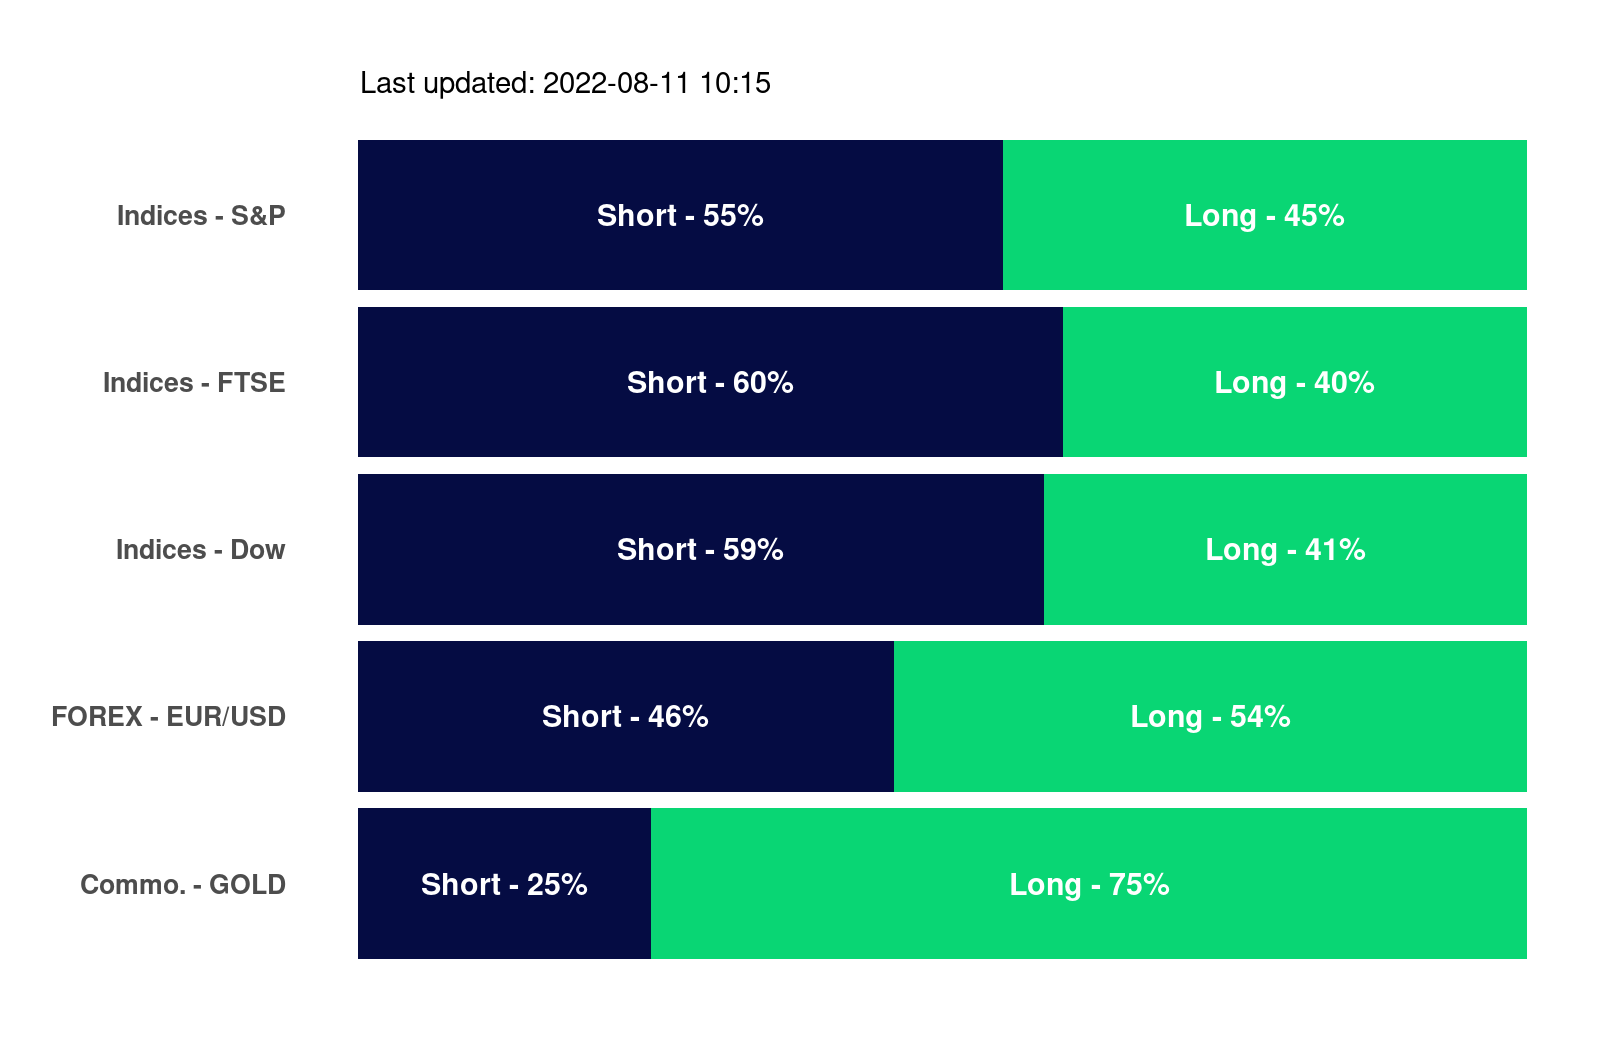 Last updated: 2022-08-11 10:15
Indices - S&P Short - 55% Long - 45%
Indices - FTSE Short - 60% Long - 40%
Indices - Dow Short - 59% Long - 41%
FOREX - EUR/USD Short - 46% Long - 54%
Commo. - GOLD Short - 25% Long - 75%